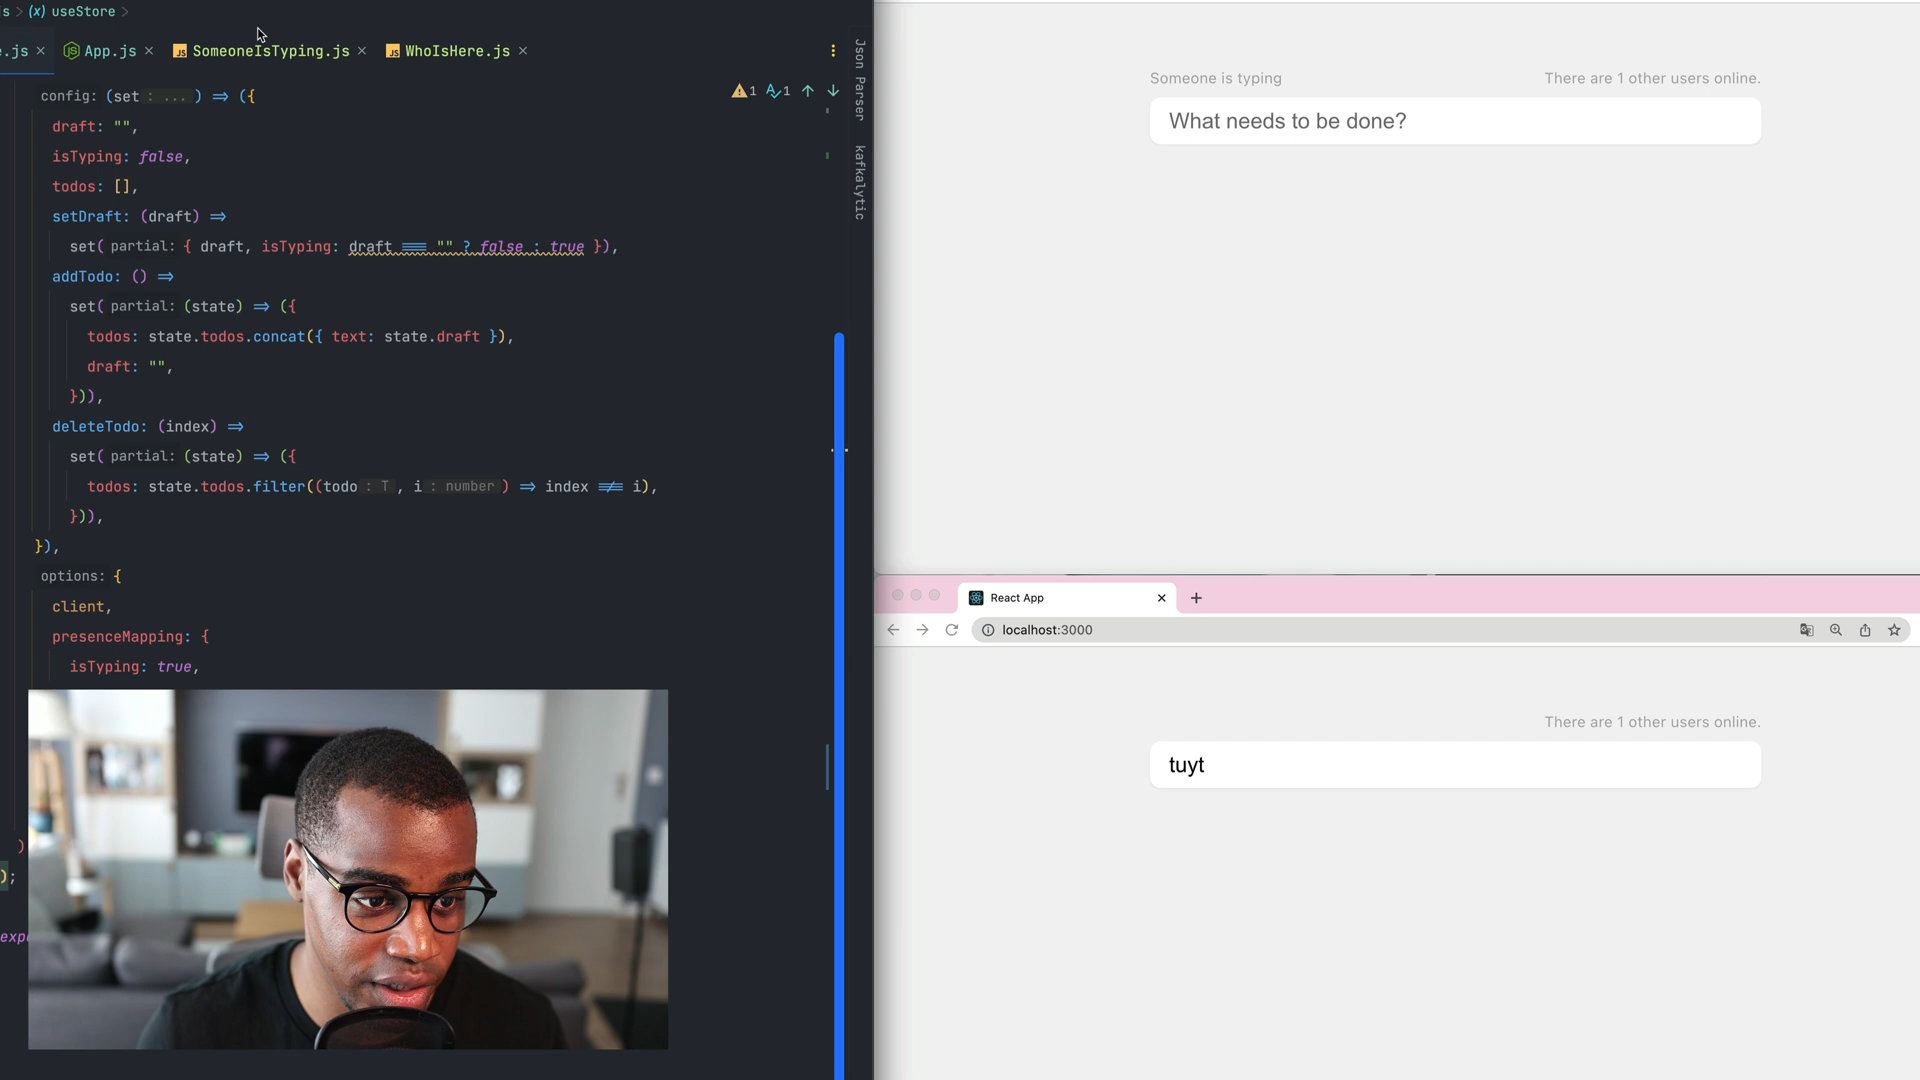 s > (x) useStore >
e.js × App.js × SomeoneIsTyping.js × WhoIsHere.js ×
config: (set : ... ) => ({
1 1
draft: "",
isTyping: false,
todos: [],
setDraft: (draft) =>
set( partial: { draft, isTyping: draft === "" ? false : true }),
addTodo: () =>
set( partial: (state) => ({
todos: state.todos.concat({ text: state.draft }),
draft: "",
})),
deleteTodo: (index) =>
set( partial: (state) => ({
todos: state.todos.filter((todo : T , i : number ) => index !== i),
})),
}),
options: {
client,
presenceMapping: {
isTyping: true,
)
);
expo
Json Parser
kafkalytic
Someone is typing
There are 1 other users online.
What needs to be done?
React App
localhost:3000
There are 1 other users online.
tuyt